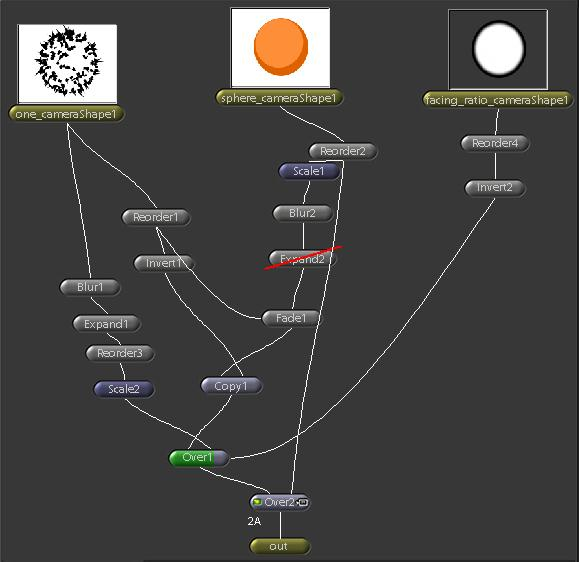 one_cameraShape1
sphere_cameraShape1
facing_ratio_cameraShape1
Reorder2
Reorder4
Scale1
Invert2
Reorder1
Blur2
Invert1
Expand2
Blur1
Expand1
Fade1
Reorder3
Scale2
Copy1
Over1
Over2
2A
out